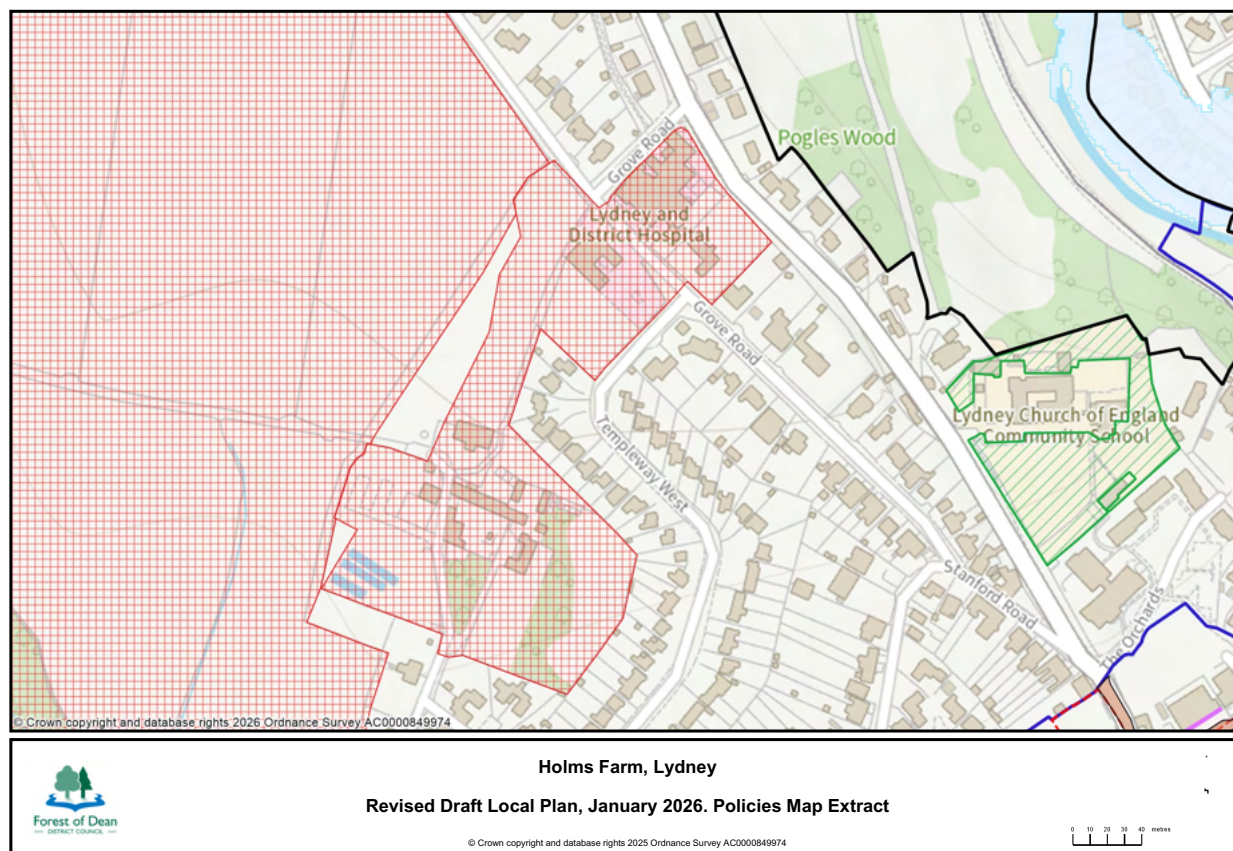 Pogles Wood
Grove Road
Lydney and
District Hospital
Grove Road
Lydney Church of England
Community School
Templeway West
Stanford Road
The Orchards
© Crown copyright and database rights 2026 Ordnance Survey AC0000849974
Holms Farm, Lydney
Revised Draft Local Plan, January 2026. Policies Map Extract
© Crown copyright and database rights 2025 Ordnance Survey AC0000849974
Forest of Dean
DISTRICT COUNCIL
0 10 20 30 40 metres